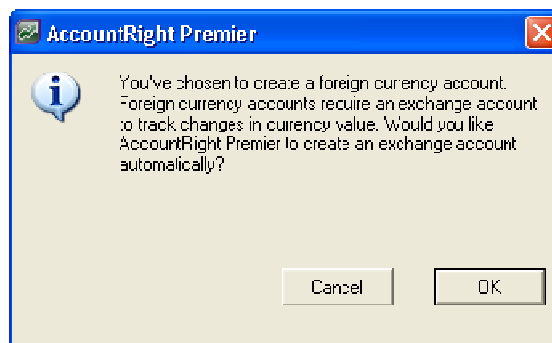 AccountRight Premier
You've chosen to create a foreign currency account.
Foreign currency accounts require an exchange account
to track changes in currency value. Would you like
AccountRight Premier to create an exchange account
automatically?
Cancel OK